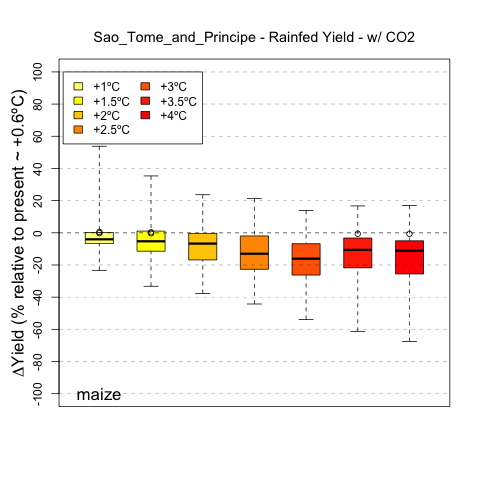 Sao_Tome_and_Principe - Rainfed Yield - w/ CO2
ΔYield (% relative to present ~ +0.6ºC)
100
80
60
40
20
0
-20
-40
-60
-80
-100
+1ºC
+1.5ºC
+2ºC
+2.5ºC
+3ºC
+3.5ºC
+4ºC
maize